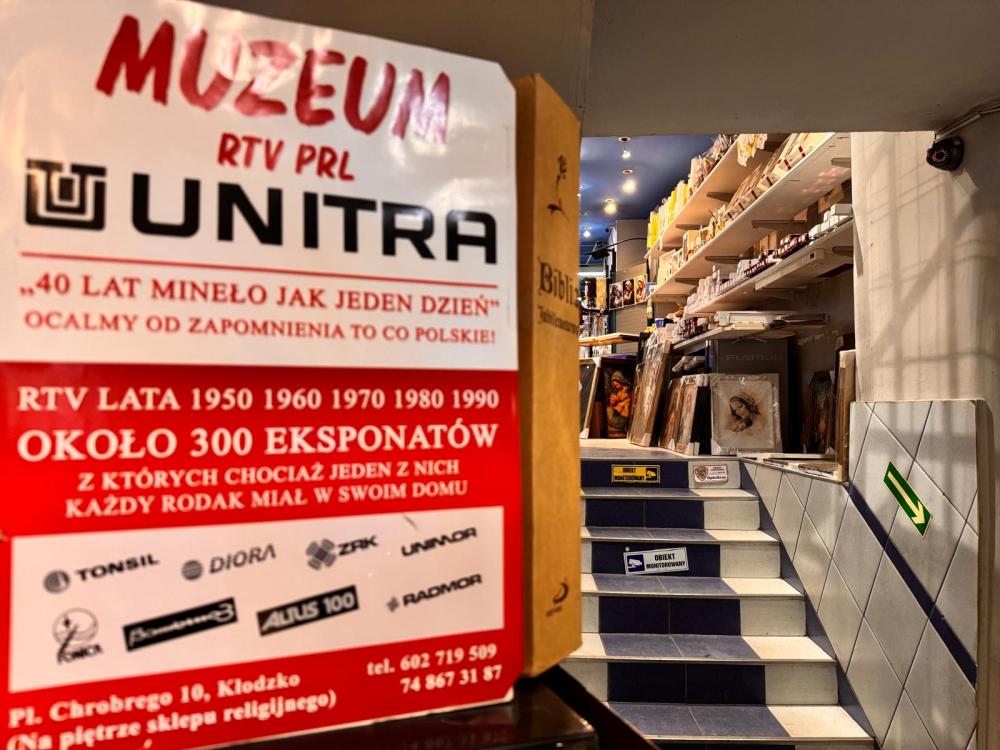 MUZEUM
RTV PRL
UNITRA
„40 LAT MINEŁO JAK JEDEN DZIEŃ”
OCALMY OD ZAPOMNIENIA TO CO POLSKIE!
RTV LATA 1950 1960 1970 1980 1990
OKOŁO 300 EKSPONATÓW
Z KTÓRYCH CHOCIAŻ JEDEN Z NICH
KAŻDY RODAK MIAŁ W SWOIM DOMU
TONSIL DIORA ZRK UNIMOR
FONICA ALTUS 100 RADMOR
Pl. Chrobrego 10, Kłodzko
(Na piętrze sklepu religijnego)
tel. 602 719 509
74 867 31 87
OBIEKT
MONITOROWANY
OBIEKT
MONITOROWANY